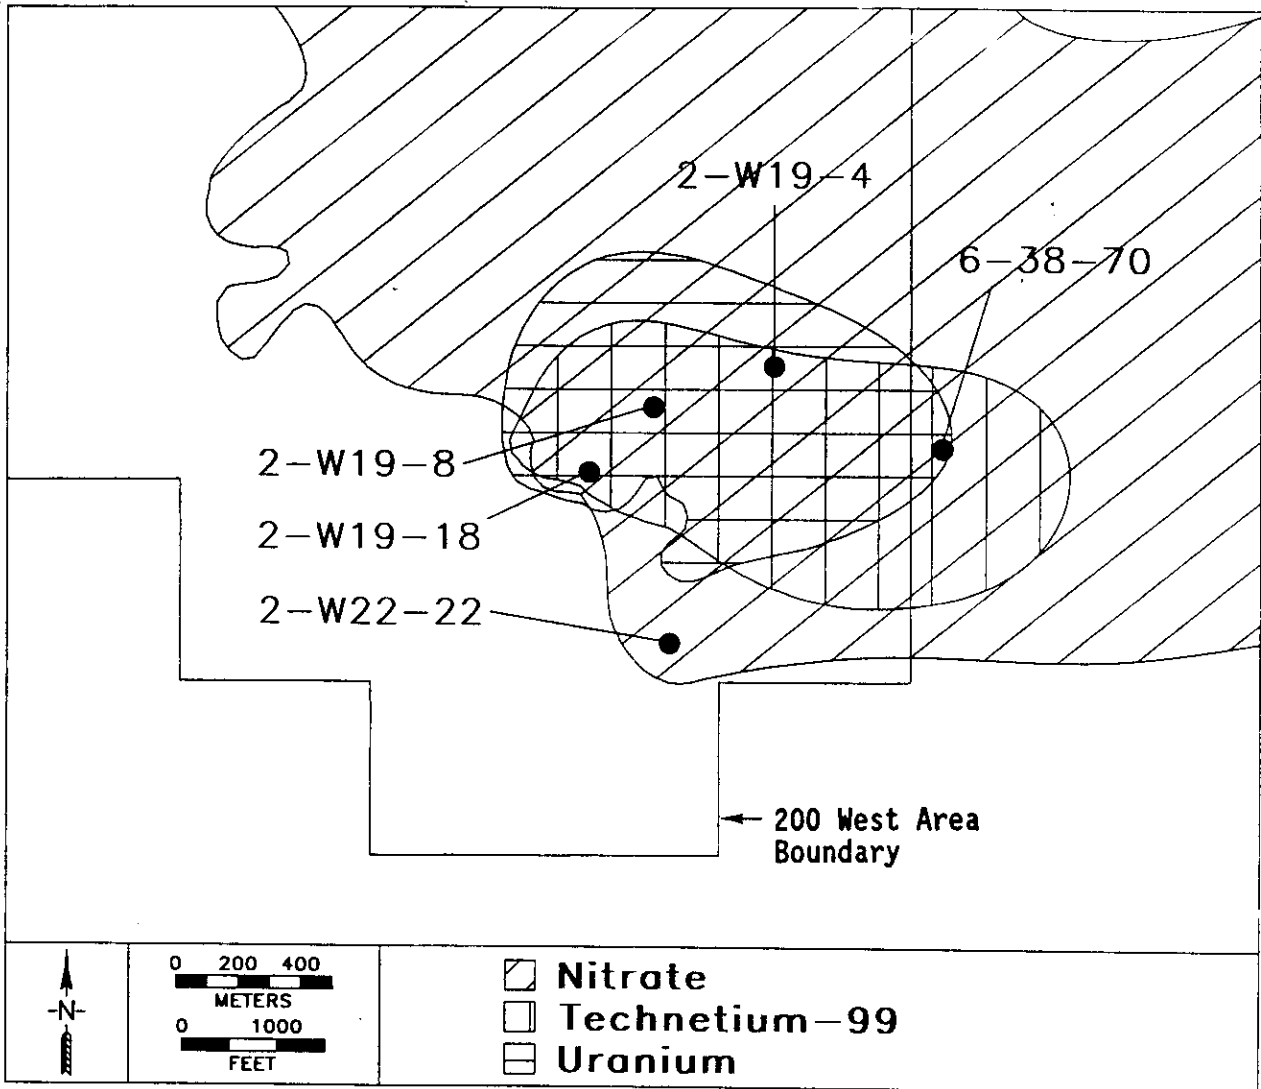 2-W19-4
6-38-70
2-W19-8
2-W19-18
2-W22-22
200 West Area
Boundary
-N-
0 200 400
METERS
0 1000
FEET
Nitrate
Technetium-99
Uranium